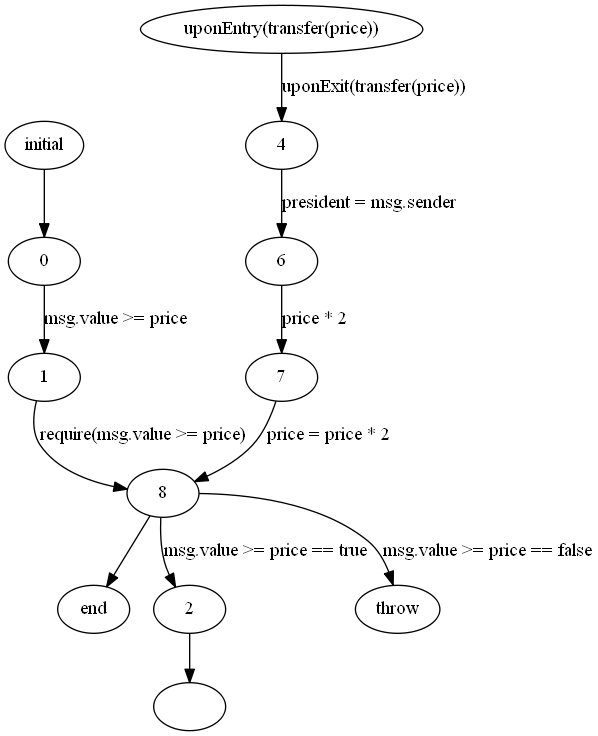 uponEntry(transfer(price))
uponExit(transfer(price))
initial
4
president = msg.sender
0
6
msg.value >= price
price * 2
1
7
require(msg.value >= price)
price = price * 2
8
msg.value >= price == true
msg.value >= price == false
end
2
throw